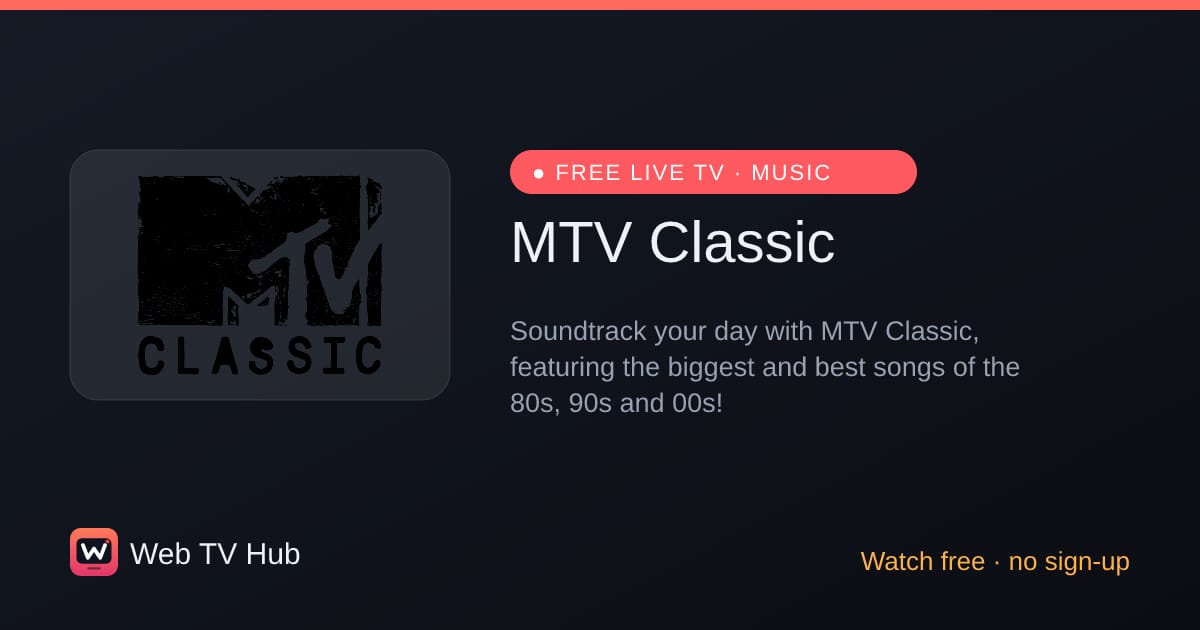 MTV
CLASSIC
FREE LIVE TV · MUSIC
MTV Classic
Soundtrack your day with MTV Classic,
featuring the biggest and best songs of the
80s, 90s and 00s!
W
Web TV Hub
Watch free · no sign-up